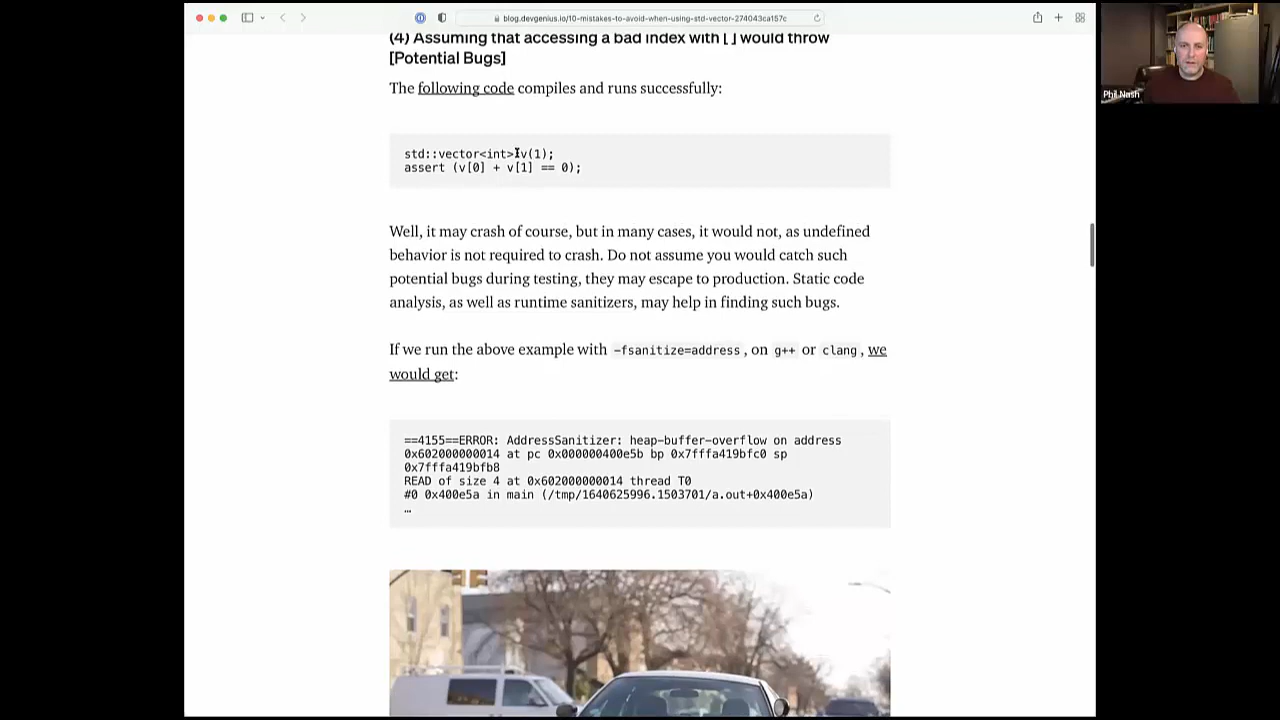 blog.devgenius.io/10-mistakes-to-avoid-when-using-std-vector-274043ca157c
(4) Assuming that accessing a bad index with [ ] would throw
[Potential Bugs]
Phil Nash
The following code compiles and runs successfully:
std::vector<int> v(1);
assert (v[0] + v[1] == 0);
Well, it may crash of course, but in many cases, it would not, as undefined
behavior is not required to crash. Do not assume you would catch such
potential bugs during testing, they may escape to production. Static code
analysis, as well as runtime sanitizers, may help in finding such bugs.
If we run the above example with -fsanitize=address, on g++ or clang, we
would get:
==4155==ERROR: AddressSanitizer: heap-buffer-overflow on address
0x602000000014 at pc 0x000000400e5b bp 0x7fffa419bfc0 sp
0x7fffa419bfb8
READ of size 4 at 0x602000000014 thread T0
#0 0x400e5a in main (/tmp/1640625996.1503701/a.out+0x400e5a)
…